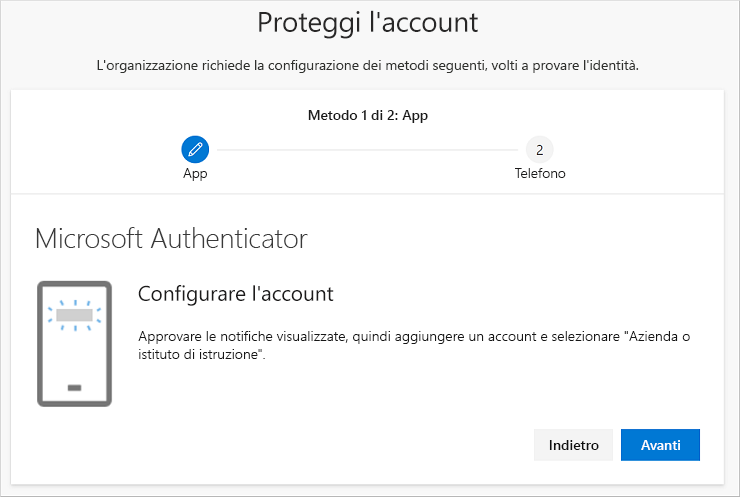 Proteggi l'account
L'organizzazione richiede la configurazione dei metodi seguenti, volti a provare l'identità.
Metodo 1 di 2: App
2
App
Telefono
Microsoft Authenticator
Configurare l'account
Approvare le notifiche visualizzate, quindi aggiungere un account e selezionare "Azienda o
istituto di istruzione".
Indietro
Avanti